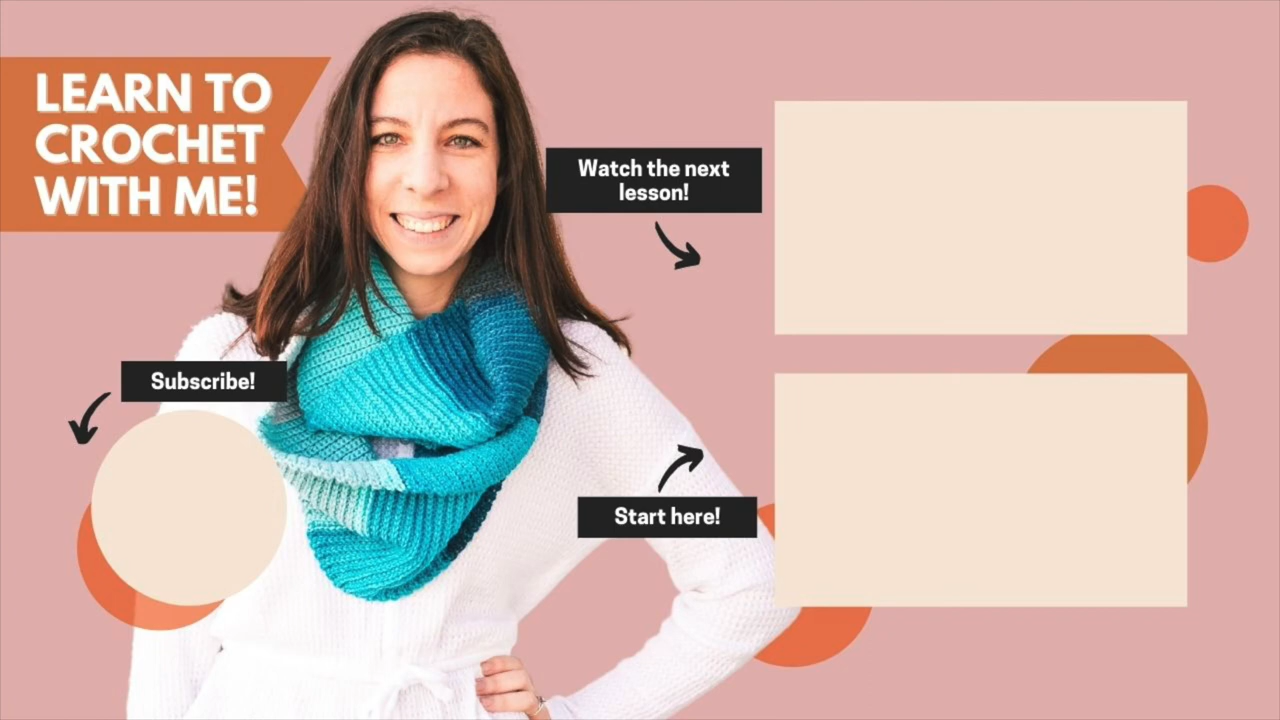 LEARN TO
CROCHET
WITH ME!
Watch the next
lesson!
Subscribe!
Start here!